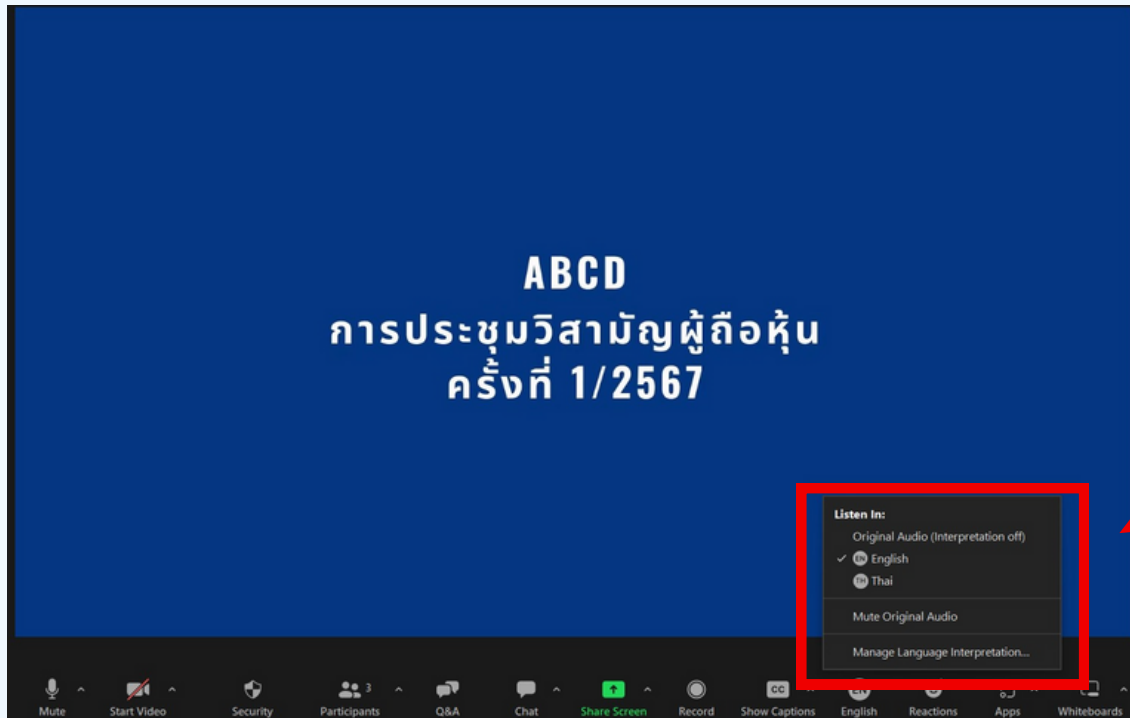 ABCD
การประชุมวิสามัญผู้ถือหุ้น
ครั้งที่ 1/2567
Listen In:
Original Audio (Interpretation off)
EN English
TH Thai
Mute Original Audio
Manage Language Interpretation...
3
CC
Mute Start Video Security Participants Q&A Chat Share Screen Record Show Captions English Reactions Apps Whiteboards